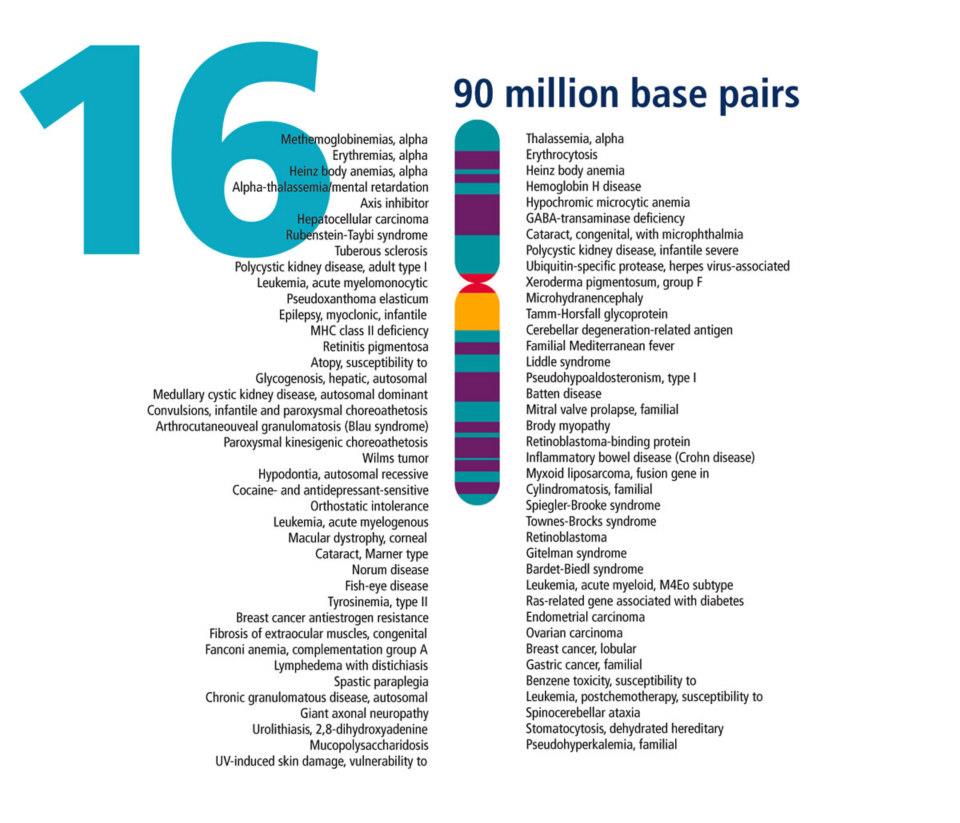 16
90 million base pairs
Methemoglobinemias, alpha
Erythremias, alpha
Heinz body anemias, alpha
Alpha-thalassemia/mental retardation
Axis inhibitor
Hepatocellular carcinoma
Rubenstein-Taybi syndrome
Tuberous sclerosis
Polycystic kidney disease, adult type I
Leukemia, acute myelomonocytic
Pseudoxanthoma elasticum
Epilepsy, myoclonic, infantile
MHC class II deficiency
Retinitis pigmentosa
Atopy, susceptibility to
Glycogenosis, hepatic, autosomal
Medullary cystic kidney disease, autosomal dominant
Convulsions, infantile and paroxysmal choreoathetosis
Arthrocutaneouveal granulomatosis (Blau syndrome)
Paroxysmal kinesigenic choreoathetosis
Wilms tumor
Hypodontia, autosomal recessive
Cocaine- and antidepressant-sensitive
Orthostatic intolerance
Leukemia, acute myelogenous
Macular dystrophy, corneal
Cataract, Marner type
Norum disease
Fish-eye disease
Tyrosinemia, type II
Breast cancer antiestrogen resistance
Fibrosis of extraocular muscles, congenital
Fanconi anemia, complementation group A
Lymphedema with distichiasis
Spastic paraplegia
Chronic granulomatous disease, autosomal
Giant axonal neuropathy
Urolithiasis, 2,8-dihydroxyadenine
Mucopolysaccharidosis
UV-induced skin damage, vulnerability to
Thalassemia, alpha
Erythrocytosis
Heinz body anemia
Hemoglobin H disease
Hypochromic microcytic anemia
GABA-transaminase deficiency
Cataract, congenital, with microphthalmia
Polycystic kidney disease, infantile severe
Ubiquitin-specific protease, herpes virus-associated
Xeroderma pigmentosum, group F
Microhydranencephaly
Tamm-Horsfall glycoprotein
Cerebellar degeneration-related antigen
Familial Mediterranean fever
Liddle syndrome
Pseudohypoaldosteronism, type I
Batten disease
Mitral valve prolapse, familial
Brody myopathy
Retinoblastoma-binding protein
Inflammatory bowel disease (Crohn disease)
Myxoid liposarcoma, fusion gene in
Cylindromatosis, familial
Spiegler-Brooke syndrome
Townes-Brocks syndrome
Retinoblastoma
Gitelman syndrome
Bardet-Biedl syndrome
Leukemia, acute myeloid, M4Eo subtype
Ras-related gene associated with diabetes
Endometrial carcinoma
Ovarian carcinoma
Breast cancer, lobular
Gastric cancer, familial
Benzene toxicity, susceptibility to
Leukemia, postchemotherapy, susceptibility to
Spinocerebellar ataxia
Stomatocytosis, dehydrated hereditary
Pseudohyperkalemia, familial